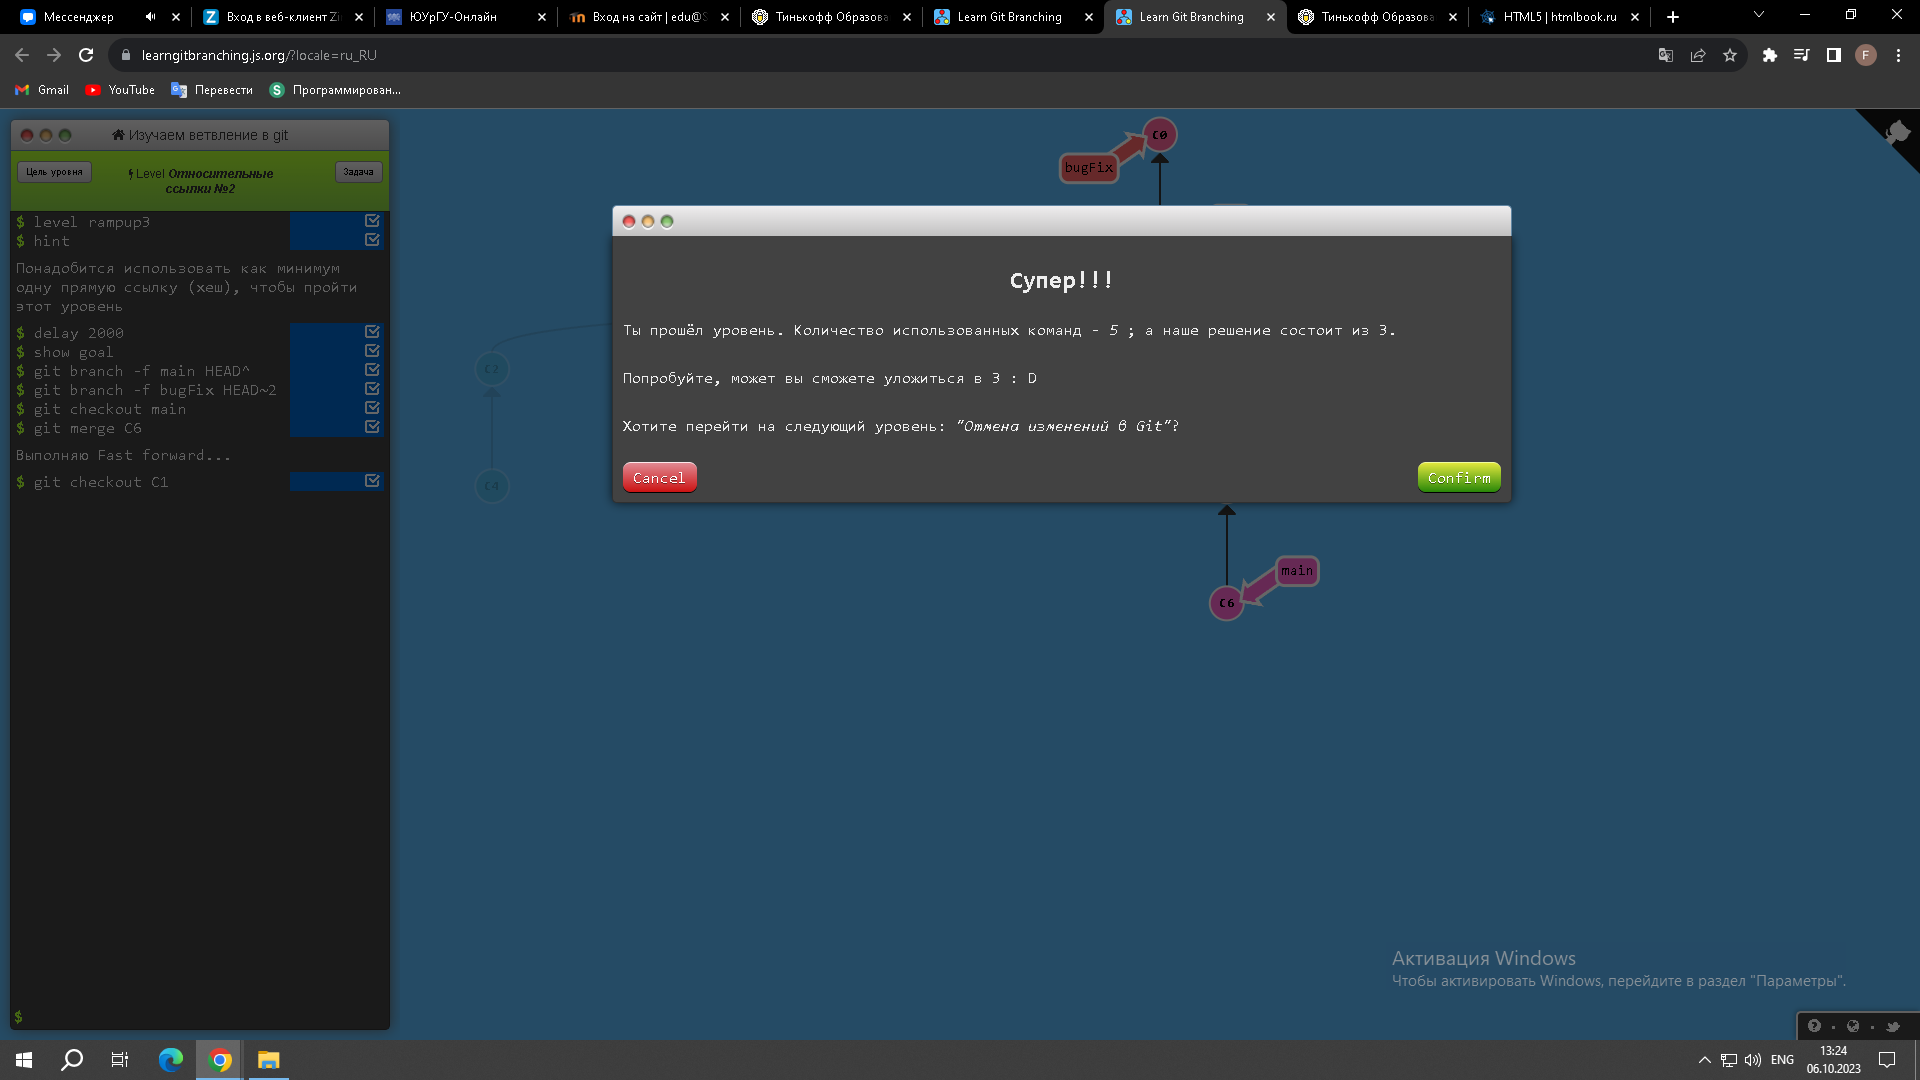 Мессенджер
Вход в веб-клиент Zi
ЮУрГУ-Онлайн
Вход на сайт | edu@S
Тинькофф Образова
Learn Git Branching
Learn Git Branching
Тинькофф Образова
HTML5 | htmlbook.ru
learngitbranching.js.org/?locale=ru_RU
F
Gmail
YouTube
Перевести
Программирован...
Изучаем ветвление в git
Цель уровня
Level Относительные
ссылки №2
Задача
$ level rampup3
$ hint
Понадобится использовать как минимум
одну прямую ссылку (хеш), чтобы пройти
этот уровень
$ delay 2000
$ show goal
$ git branch -f main HEAD^
$ git branch -f bugFix HEAD~2
$ git checkout main
$ git merge C6
Выполняю Fast forward...
$ git checkout C1
$
C0
bugFix
C2
C4
Супер!!!
Ты прошёл уровень. Количество использованных команд - 5 ; а наше решение состоит из 3.
Попробуйте, может вы сможете уложиться в 3 : D
Хотите перейти на следующий уровень: "Отмена изменений в Git"?
Cancel
Confirm
main
C6
Активация Windows
Чтобы активировать Windows, перейдите в раздел "Параметры".
ENG
13:24
06.10.2023